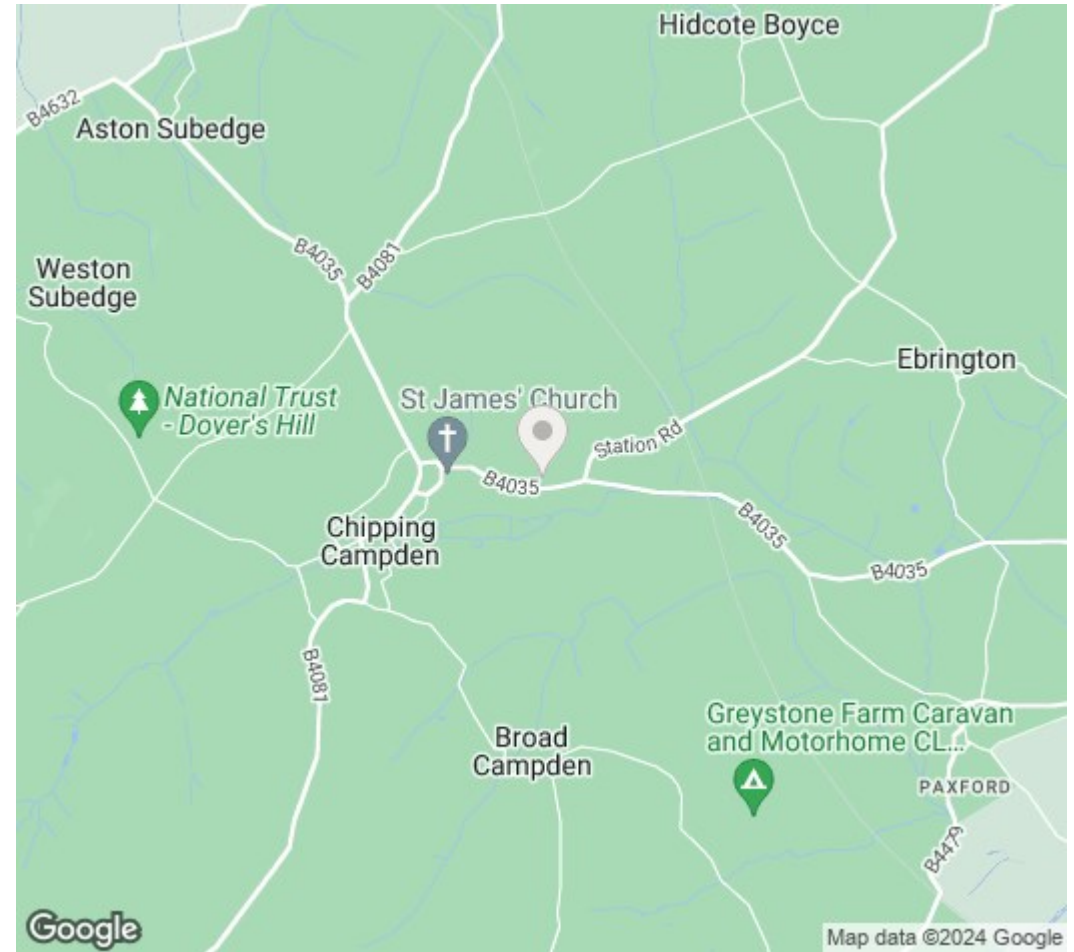 Hidcote Boyce
B4632
Aston Subedge
B4035
B4081
Weston
Subedge
Ebrington
National Trust
- Dover's Hill
St James' Church
Station Rd
B4035
Chipping
Campden
B4035
B4035
B4081
Broad
Campden
Greystone Farm Caravan
and Motorhome CL...
PAXFORD
B4479
Google
Map data ©2024 Google